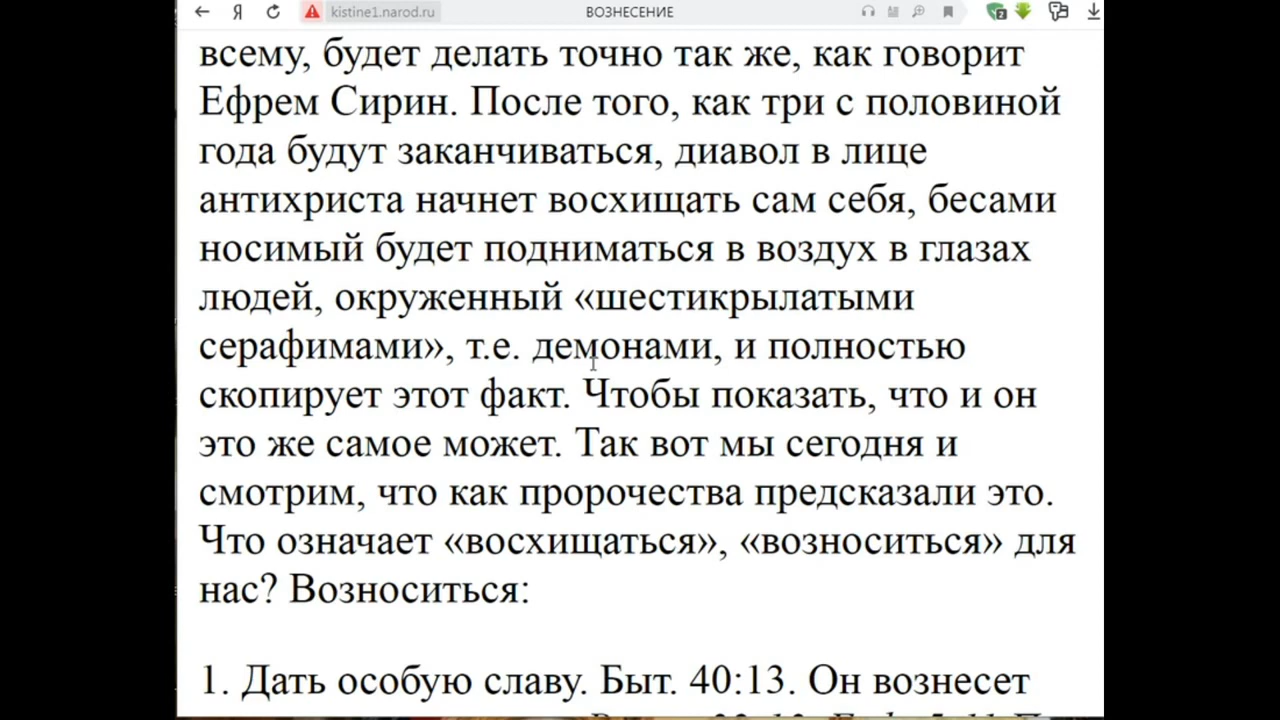 kistine1.narod.ru ВОЗНЕСЕНИЕ
всему, будет делать точно так же, как говорит
Ефрем Сирин. После того, как три с половиной
года будут заканчиваться, диавол в лице
антихриста начнет восхищать сам себя, бесами
носимый будет подниматься в воздух в глазах
людей, окруженный «шестикрылатыми
серафимами», т.е. демонами, и полностью
скопирует этот факт. Чтобы показать, что и он
это же самое может. Так вот мы сегодня и
смотрим, что как пророчества предсказали это.
Что означает «восхищаться», «возноситься» для
нас? Возноситься:
1. Дать особую славу. Быт. 40:13. Он вознесет